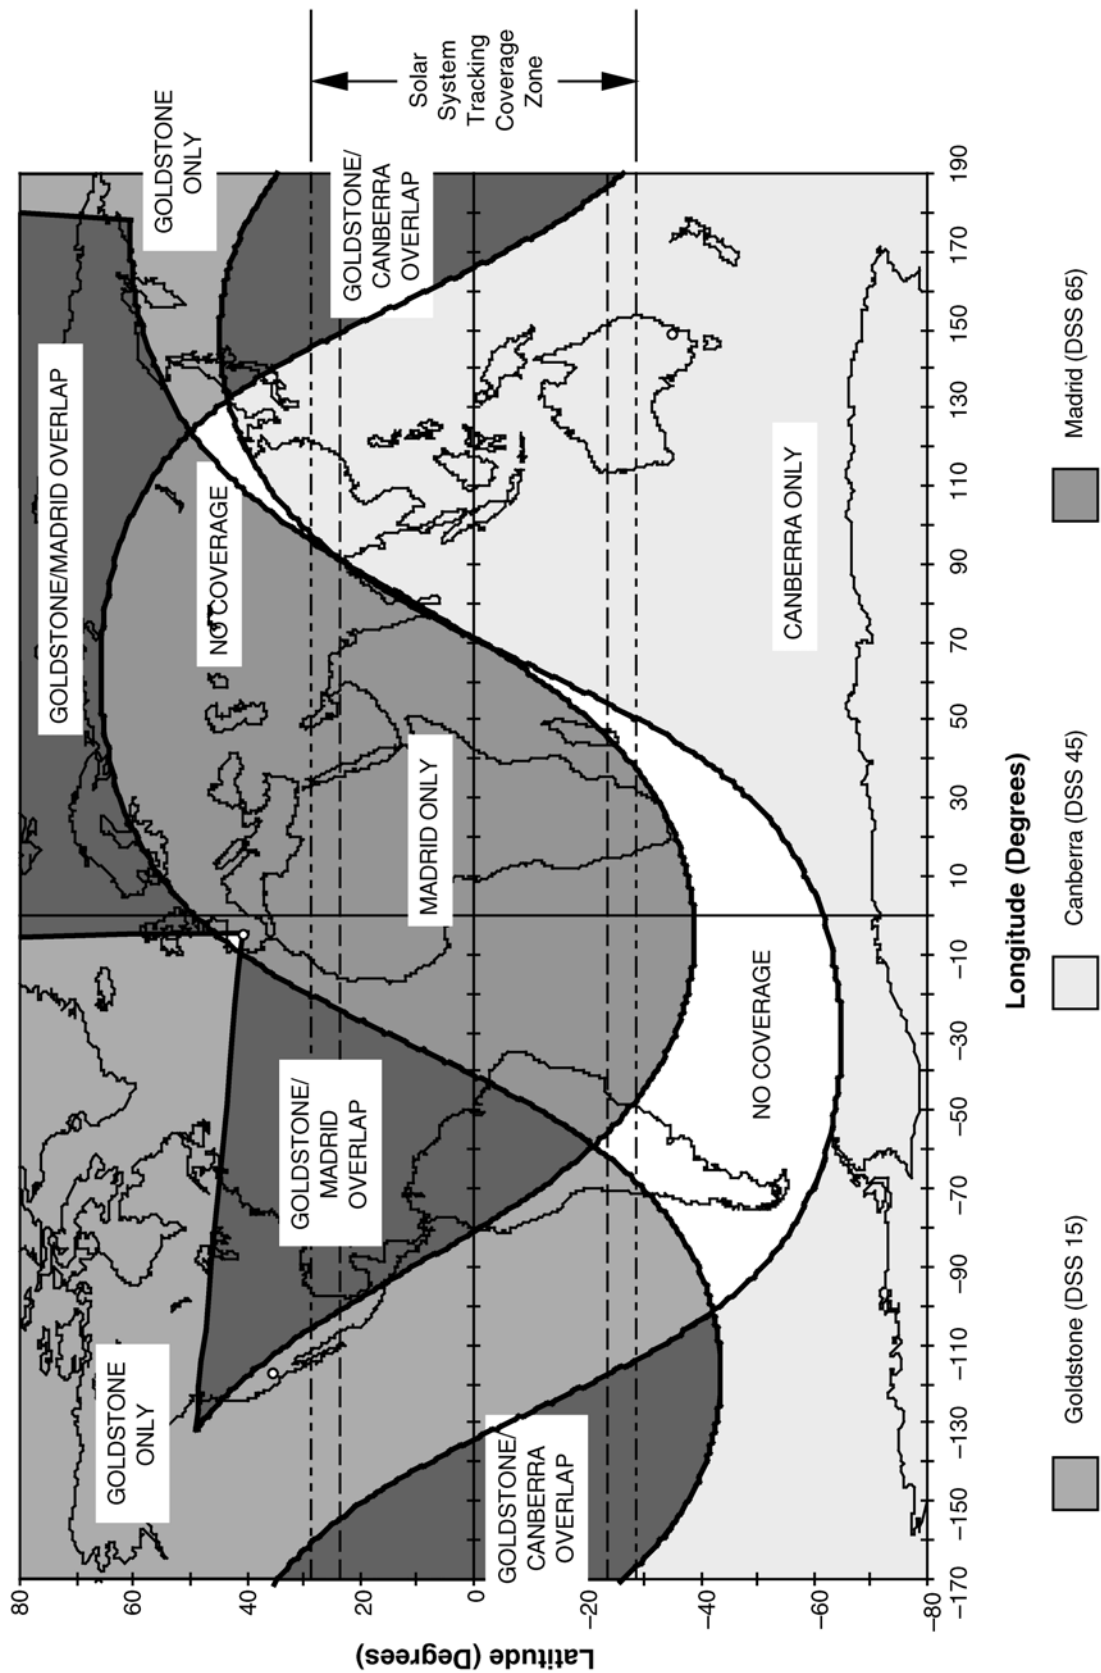 GOLDSTONE/MADRID OVERLAP
GOLDSTONE
ONLY
GOLDSTONE
ONLY
NO COVERAGE
GOLDSTONE/
MADRID
OVERLAP
MADRID ONLY
GOLDSTONE/
CANBERRA
OVERLAP
GOLDSTONE/
CANBERRA
OVERLAP
NO COVERAGE
CANBERRA ONLY
Solar
System
Tracking
Coverage
Zone
Latitude (Degrees)
80
60
40
20
0
–20
–40
–60
–80
–170
–150
–130
–110
–90
–70
–50
–30
–10
10
30
50
70
90
110
130
150
170
190
Longitude (Degrees)
Goldstone (DSS 15)
Canberra (DSS 45)
Madrid (DSS 65)